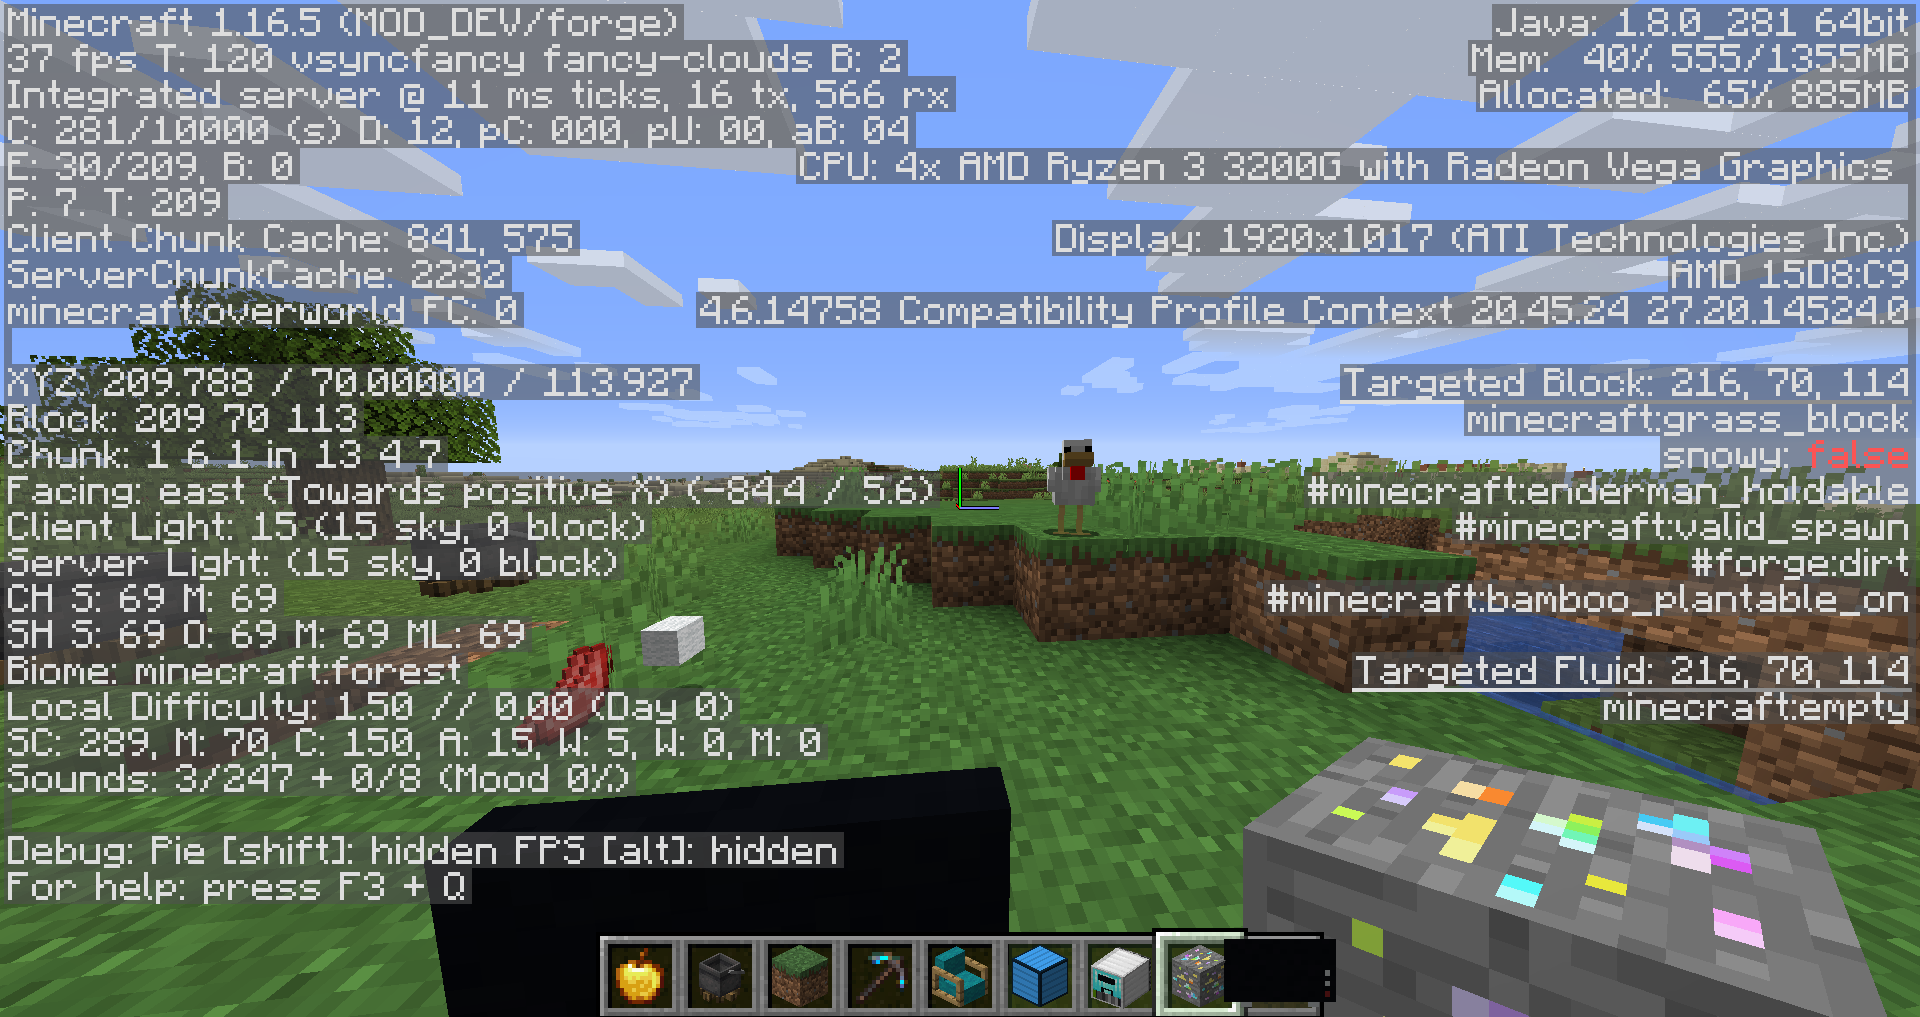 Minecraft 1.16.5 (MOD_DEV/forge)
37 fps T: 120 vsyncfancy fancy-clouds B: 2
Integrated server @ 11 ms ticks, 16 tx, 566 rx
C: 281/10000 (s) D: 12, pC: 000, pU: 00, aB: 04
E: 30/209, B: 0
P: 7. T: 209
Client Chunk Cache: 841, 575
ServerChunkCache: 2232
minecraft:overworld FC: 0
XYZ: 209.788 / 70.00000 / 113.927
Block: 209 70 113
Chunk: 1 6 1 in 13 4 7
Facing: east (Towards positive X) (-84.4 / 5.6)
Client Light: 15 (15 sky, 0 block)
Server Light: (15 sky, 0 block)
CH S: 69 M: 69
SH S: 69 O: 69 M: 69 ML: 69
Biome: minecraft:forest
Local Difficulty: 1.50 // 0.00 (Day 0)
SC: 289, M: 70, C: 150, A: 15, W: 5, W: 0, M: 0
Sounds: 3/247 + 0/8 (Mood 0%)
Debug: Pie [shift]: hidden FPS [alt]: hidden
For help: press F3 + Q
Java: 1.8.0_281 64bit
Mem: 40% 555/1355MB
Allocated: 65% 885MB
CPU: 4x AMD Ryzen 3 3200G with Radeon Vega Graphics
Display: 1920x1017 (ATI Technologies Inc.)
AMD 15D8:C9
4.6.14758 Compatibility Profile Context 20.45.24 27.20.14524.0
Targeted Block: 216, 70, 114
minecraft:grass_block
snowy: false
#minecraft:enderman_holdable
#minecraft:valid_spawn
#forge:dirt
#minecraft:bamboo_plantable_on
Targeted Fluid: 216, 70, 114
minecraft:empty